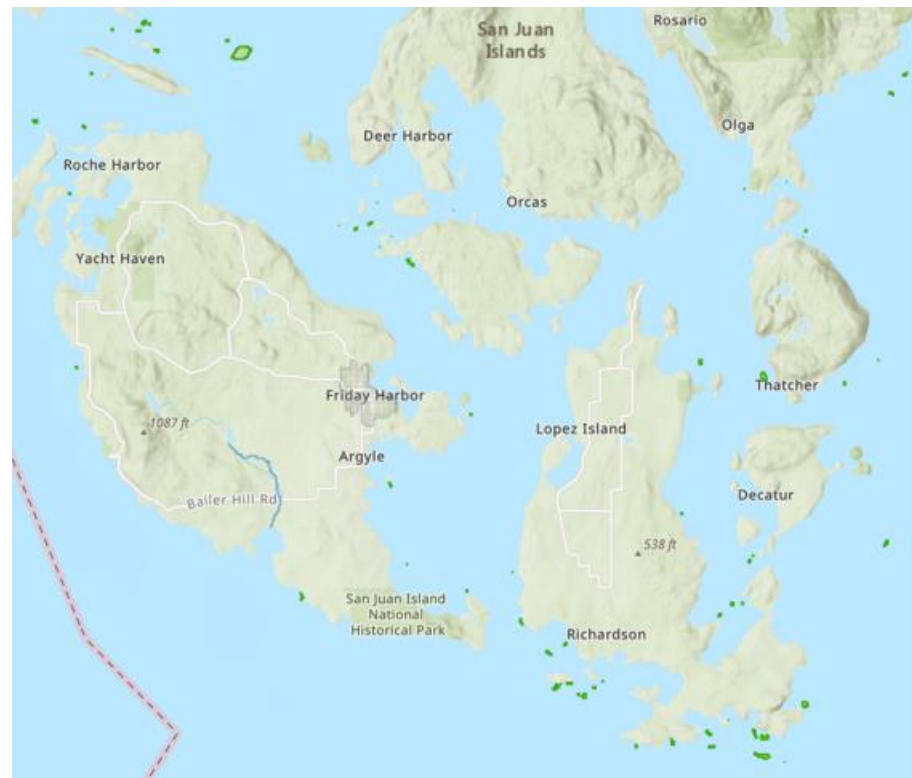 San Juan
Islands
Rosario
Deer Harbor
Olga
Roche Harbor
Orcas
Yacht Haven
Friday Harbor
Thatcher
1087 ft
Lopez Island
Argyle
Bailer Hill Rd
Decatur
538 ft
San Juan Island
National
Historical Park
Richardson